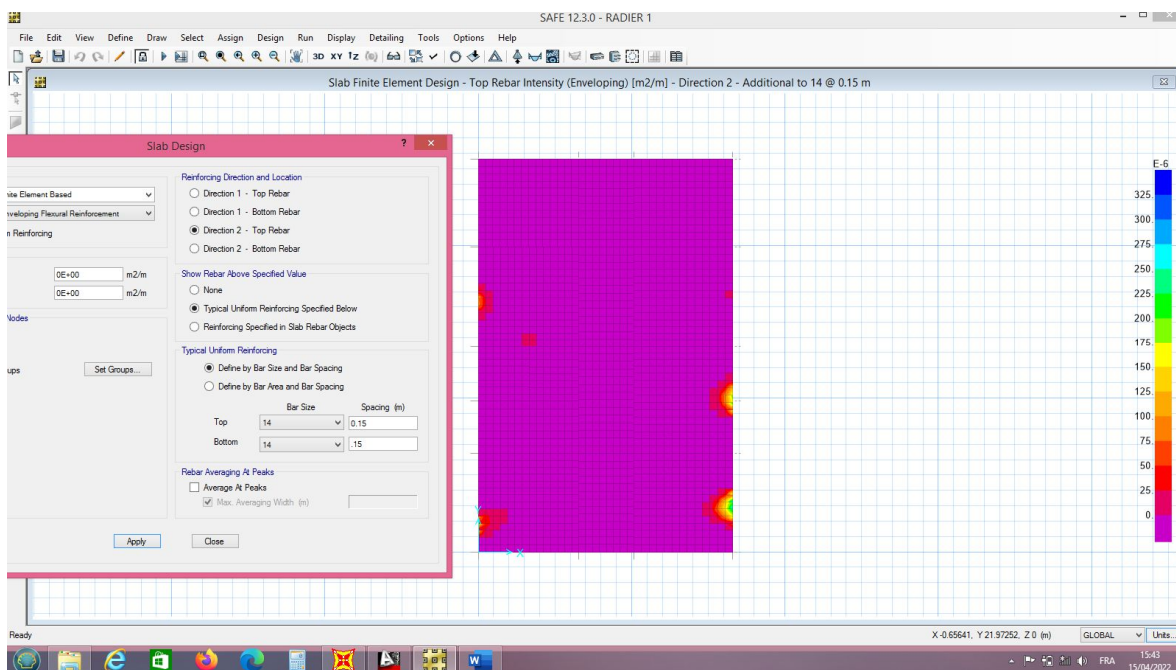 SAFE 12.3.0 - RADIER 1
File Edit View Define Draw Select Assign Design Run Display Detailing Tools Options Help
3D XY
Slab Finite Element Design - Top Rebar Intensity (Enveloping) [m2/m] - Direction 2 - Additional to 14 @ 0.15 m
Slab Design
? ×
nite Element Based
nveloping Flexural Reinforcement
n Reinforcing
0E+00 m2/m
0E+00 m2/m
Nodes
ups Set Groups...
Reinforcing Direction and Location
Direction 1 - Top Rebar
Direction 1 - Bottom Rebar
Direction 2 - Top Rebar
Direction 2 - Bottom Rebar
Show Rebar Above Specified Value
None
Typical Uniform Reinforcing Specified Below
Reinforcing Specified in Slab Rebar Objects
Typical Uniform Reinforcing
Define by Bar Size and Bar Spacing
Define by Bar Area and Bar Spacing
Bar Size Spacing (m)
Top 14 0.15
Bottom 14 .15
Rebar Averaging At Peaks
Average At Peaks
Max. Averaging Width (m)
Apply Close
Y
X
E-6
325.
300.
275.
250.
225.
200.
175.
150.
125.
100.
75.
50.
25.
0.
Ready
X -0.65641, Y 21.97252, Z 0 (m) GLOBAL Units...
FRA
15:43